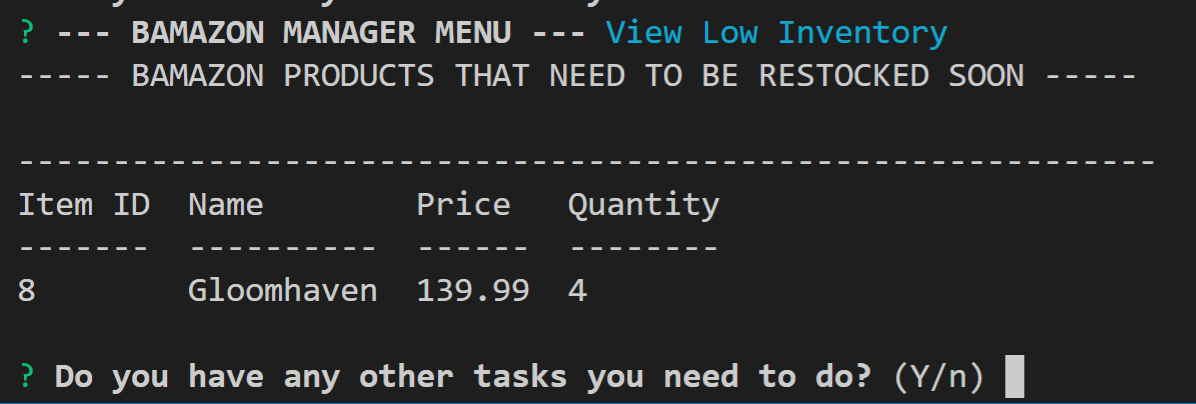 ? --- BAMAZON MANAGER MENU --- View Low Inventory
----- BAMAZON PRODUCTS THAT NEED TO BE RESTOCKED SOON -----
------------------------------------------------------------
Item ID  Name        Price   Quantity
-------  ----------  ------  --------
8        Gloomhaven  139.99  4
? Do you have any other tasks you need to do? (Y/n)